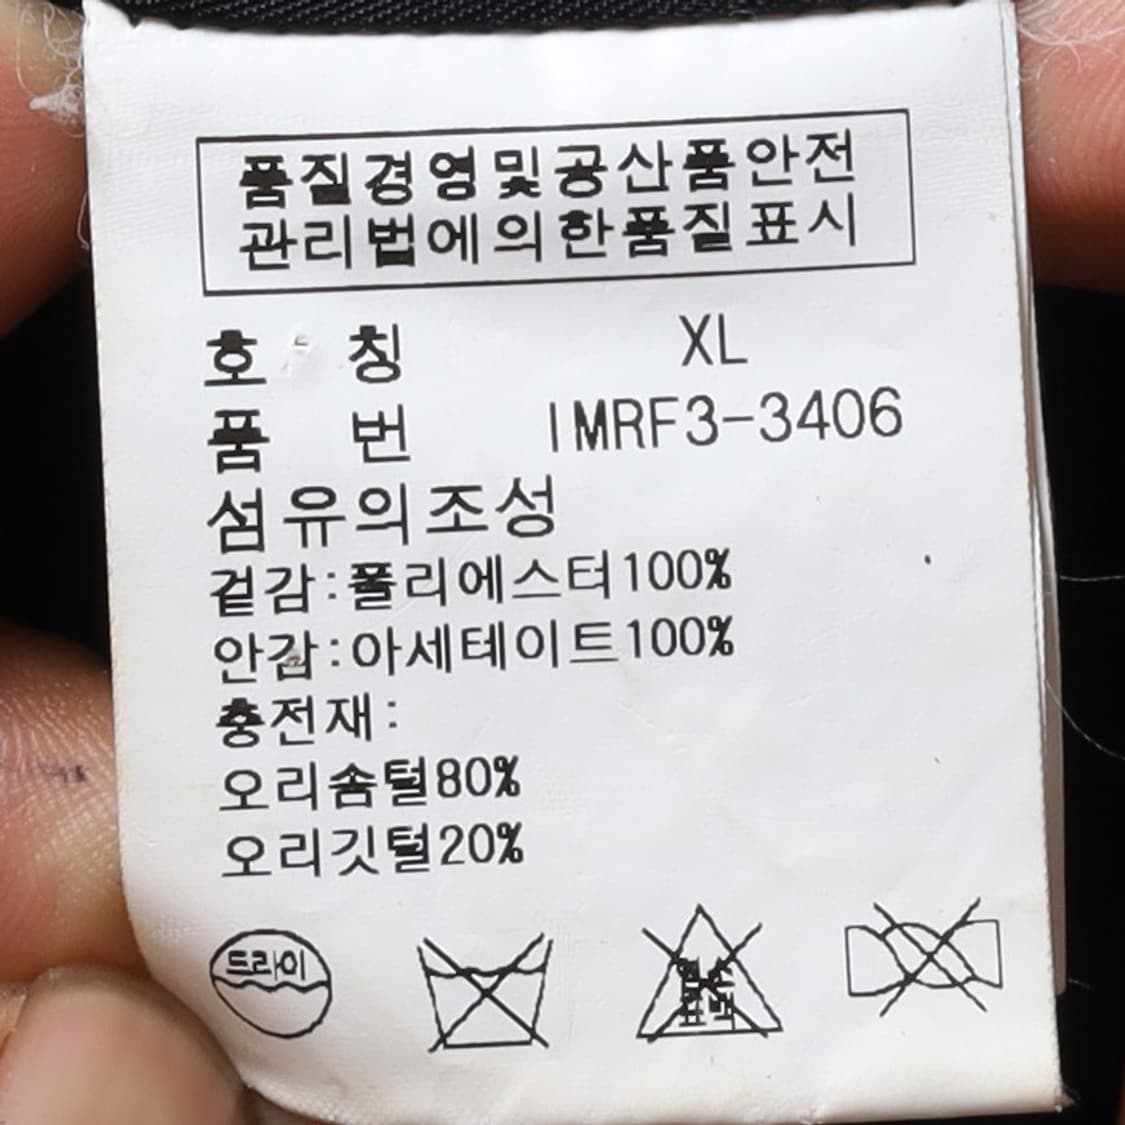 품질경영및공산품안전
관리법에의한품질표시
호 칭 XL
품 번 IMRF3-3406
섬유의조성
겉감:폴리에스터100%
안감:아세테이트100%
충전재:
오리솜털80%
오리깃털20%
드라이
표백